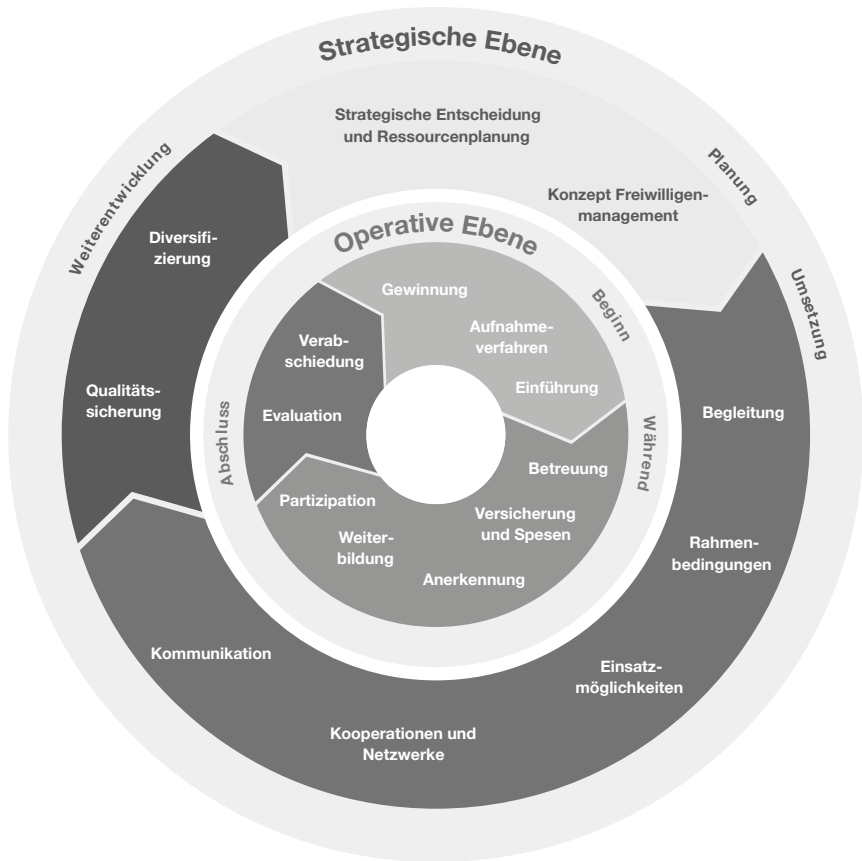 Strategische Ebene
Strategische Entscheidung
und Ressourcenplanung
Planung
Konzept Freiwilligen-
management
Umsetzung
Begleitung
Rahmen-
bedingungen
Einsatz-
möglichkeiten
Kooperationen und
Netzwerke
Kommunikation
Weiterentwicklung
Qualitäts-
sicherung
Diversifi-
zierung
Operative Ebene
Beginn
Gewinnung
Aufnahme-
verfahren
Einführung
Während
Betreuung
Versicherung
und Spesen
Anerkennung
Weiter-
bildung
Partizipation
Abschluss
Evaluation
Verab-
schiedung